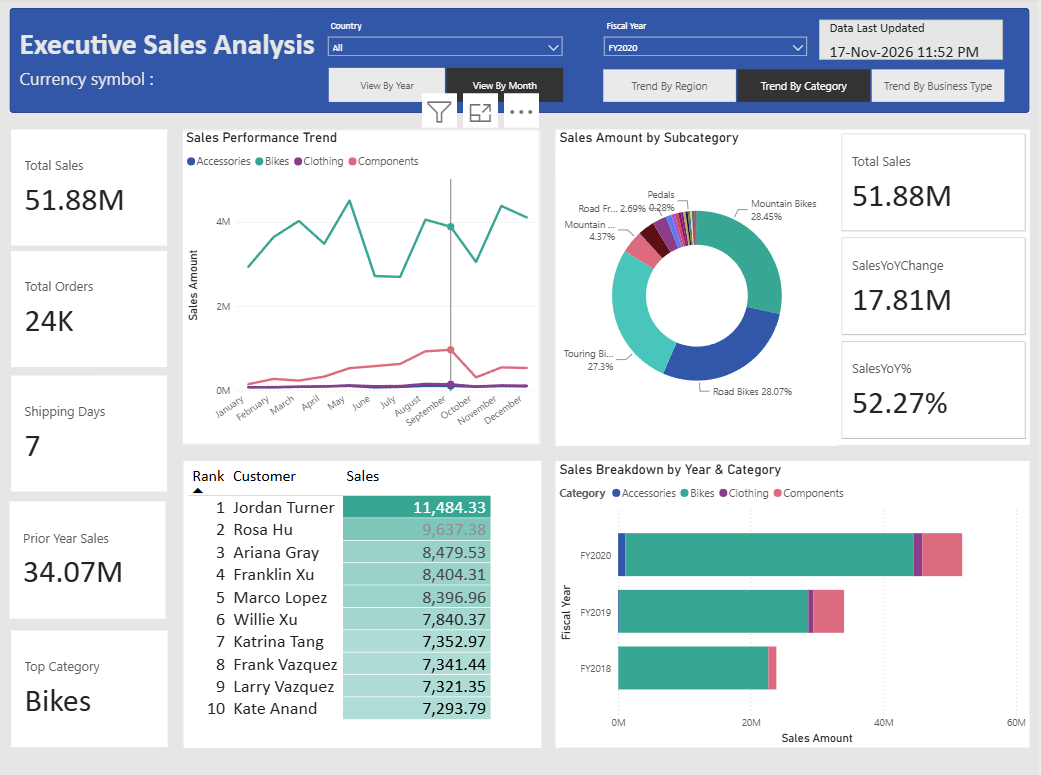 Executive Sales Analysis
Currency symbol :
Country
All
Fiscal Year
FY2020
Data Last Updated
17-Nov-2026 11:52 PM
View By Year
View By Month
Trend By Region
Trend By Category
Trend By Business Type
Total Sales
51.88M
Total Orders
24K
Shipping Days
7
Prior Year Sales
34.07M
Top Category
Bikes
Sales Performance Trend
Accessories Bikes Clothing Components
Sales Amount
4M
2M
0M
January February March April May June July August September October November December
Sales Amount by Subcategory
Pedals
0.28%
Road Fr... 2.69%
Mountain ...
4.37%
Touring Bi...
27.3%
Mountain Bikes
28.45%
Road Bikes 28.07%
Total Sales
51.88M
SalesYoYChange
17.81M
SalesYoY%
52.27%
Rank Customer Sales
1 Jordan Turner 11,484.33
2 Rosa Hu 9,637.38
3 Ariana Gray 8,479.53
4 Franklin Xu 8,404.31
5 Marco Lopez 8,396.96
6 Willie Xu 7,840.37
7 Katrina Tang 7,352.97
8 Frank Vazquez 7,341.44
9 Larry Vazquez 7,321.35
10 Kate Anand 7,293.79
Sales Breakdown by Year & Category
Category Accessories Bikes Clothing Components
Fiscal Year
FY2020
FY2019
FY2018
0M 20M 40M 60M
Sales Amount